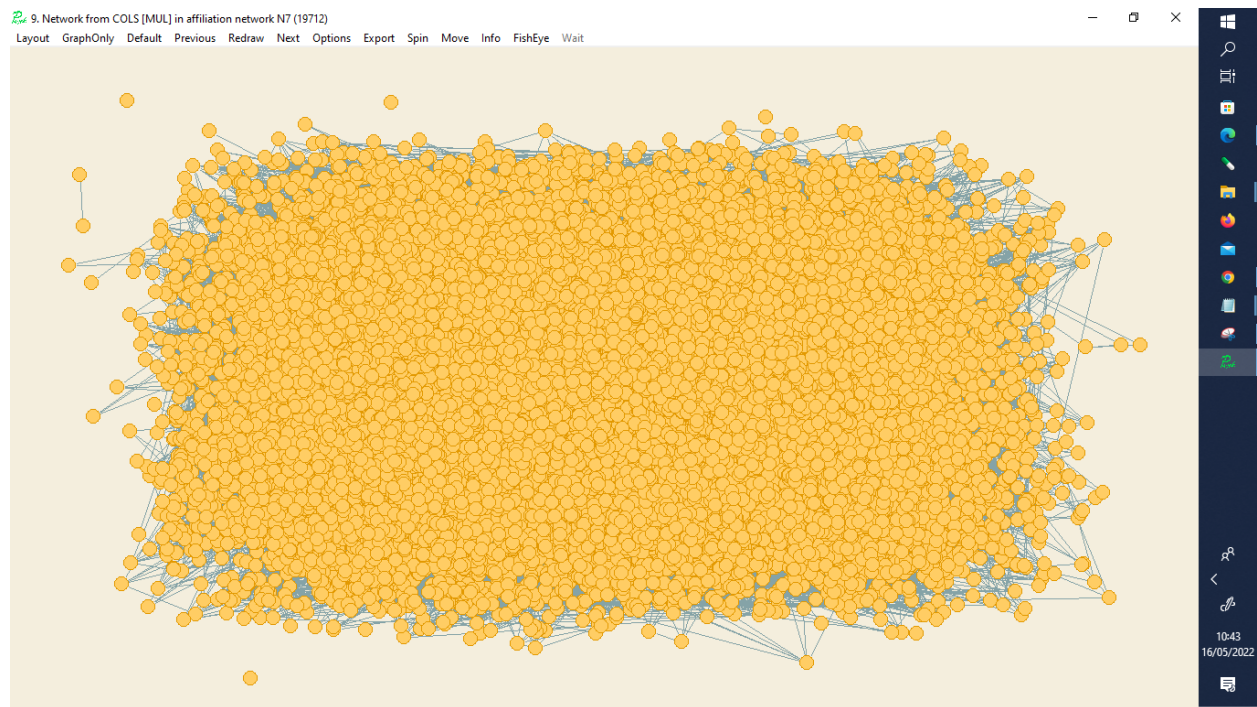 9. Network from COLS [MUL] in affiliation network N7 (19712)
Layout GraphOnly Default Previous Redraw Next Options Export Spin Move Info FishEye Wait
10:43
16/05/2022